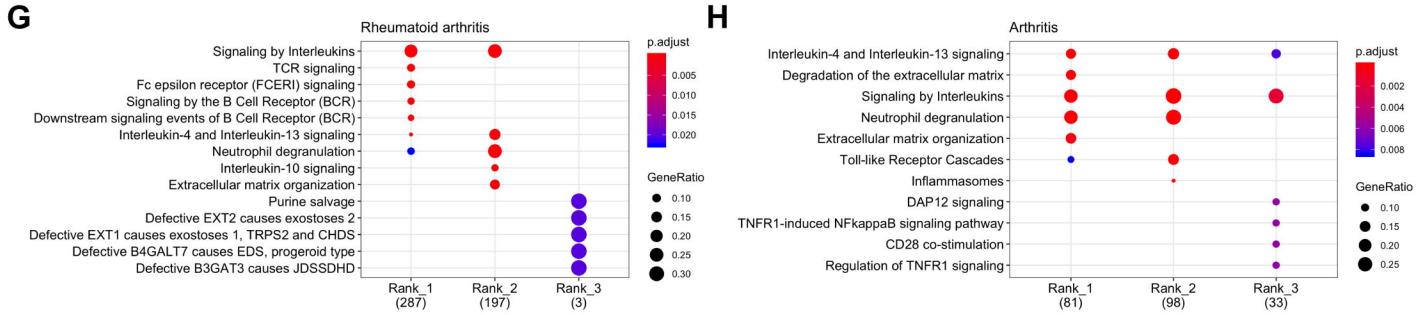 G
Rheumatoid arthritis
Signaling by Interleukins
TCR signaling
Fc epsilon receptor (FCERI) signaling
Signaling by the B Cell Receptor (BCR)
Downstream signaling events of B Cell Receptor (BCR)
Interleukin-4 and Interleukin-13 signaling
Neutrophil degranulation
Interleukin-10 signaling
Extracellular matrix organization
Purine salvage
Defective EXT2 causes exostoses 2
Defective EXT1 causes exostoses 1, TRPS2 and CHDS
Defective B4GALT7 causes EDS, progeroid type
Defective B3GAT3 causes JDSSDHD
Rank_1 Rank_2 Rank_3
(287) (197) (3)
p.adjust
0.005
0.010
0.015
0.020
GeneRatio
0.10
0.15
0.20
0.25
0.30
H
Arthritis
Interleukin-4 and Interleukin-13 signaling
Degradation of the extracellular matrix
Signaling by Interleukins
Neutrophil degranulation
Extracellular matrix organization
Toll-like Receptor Cascades
Inflammasomes
DAP12 signaling
TNFR1-induced NFkappaB signaling pathway
CD28 co-stimulation
Regulation of TNFR1 signaling
Rank_1 Rank_2 Rank_3
(81) (98) (33)
p.adjust
0.002
0.004
0.006
0.008
GeneRatio
0.10
0.15
0.20
0.25